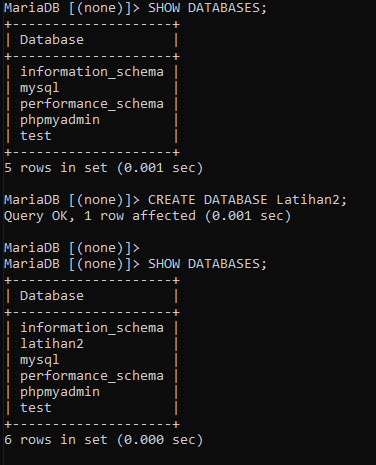 MariaDB [(none)]> SHOW DATABASES;
+--------------------+
| Database           |
+--------------------+
| information_schema |
| mysql              |
| performance_schema |
| phpmyadmin         |
| test               |
+--------------------+
5 rows in set (0.001 sec)
MariaDB [(none)]> CREATE DATABASE Latihan2;
Query OK, 1 row affected (0.001 sec)
MariaDB [(none)]>
MariaDB [(none)]> SHOW DATABASES;
+--------------------+
| Database           |
+--------------------+
| information_schema |
| latihan2           |
| mysql              |
| performance_schema |
| phpmyadmin         |
| test               |
+--------------------+
6 rows in set (0.000 sec)